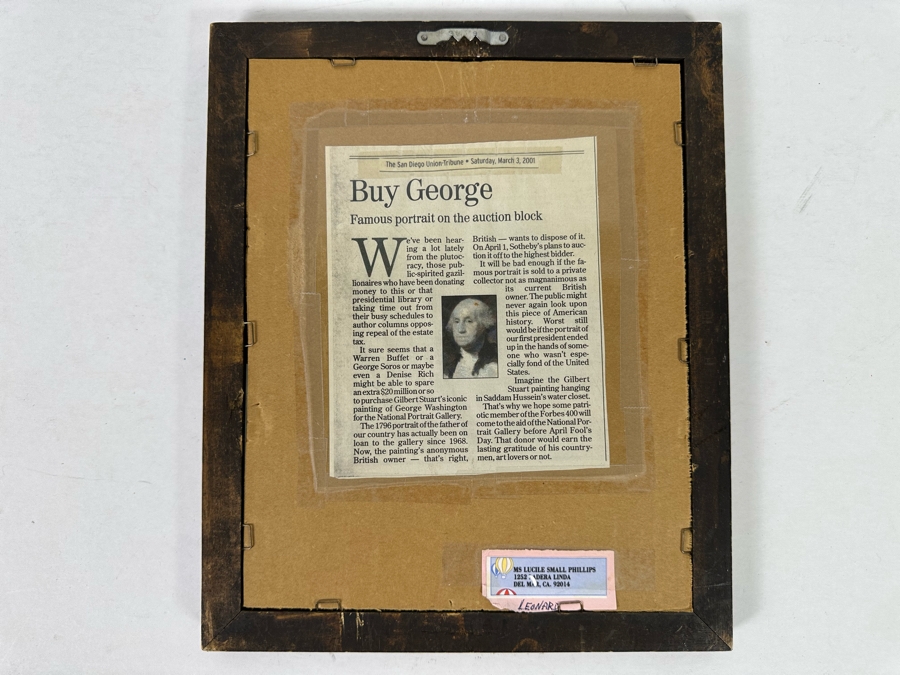 The San Diego Union-Tribune • Saturday, March 3, 2001
Buy George
Famous portrait on the auction block
We've been hear-
ing a lot lately
from the plutoc-
racy, those pub-
lic-spirited gazil-
lionaires who have been donating
money to this or that
presidential library or
taking time out from
their busy schedules to
author columns oppos-
ing repeal of the estate
tax.
It sure seems that a
Warren Buffet or a
George Soros or maybe
even a Denise Rich
might be able to spare
an extra $20 million or so
to purchase Gilbert Stuart's iconic
painting of George Washington
for the National Portrait Gallery.
The 1796 portrait of the father of
our country has actually been on
loan to the gallery since 1968.
Now, the painting's anonymous
British owner — that's right,
British — wants to dispose of it.
On April 1, Sotheby's plans to auc-
tion it off to the highest bidder.
It will be bad enough if the fa-
mous portrait is sold to a private
collector not as magnanimous as
its current British
owner. The public might
never again look upon
this piece of American
history. Worst still
would be if the portrait of
our first president ended
up in the hands of some-
one who wasn't espe-
cially fond of the United
States.
Imagine the Gilbert
Stuart painting hanging
in Saddam Hussein's water closet.
That's why we hope some patri-
otic member of the Forbes 400 will
come to the aid of the National Por-
trait Gallery before April Fool's
Day. That donor would earn the
lasting gratitude of his country-
men, art lovers or not.
MS LUCILE SMALL PHILLIPS
1252 LINDA
DEL CA. 92014